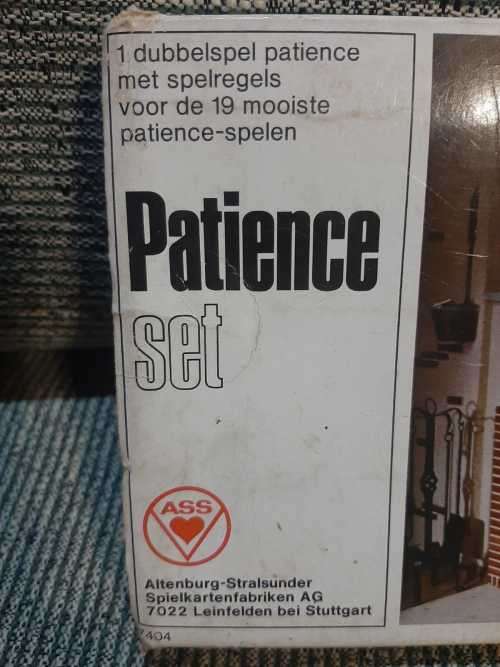 1 dubbelspel patience
met spelregels
voor de 19 mooiste
patience-spelen
Patience
set
ASS
Altenburg-Stralsunder
Spielkartenfabriken AG
7022 Leinfelden bei Stuttgart
7404